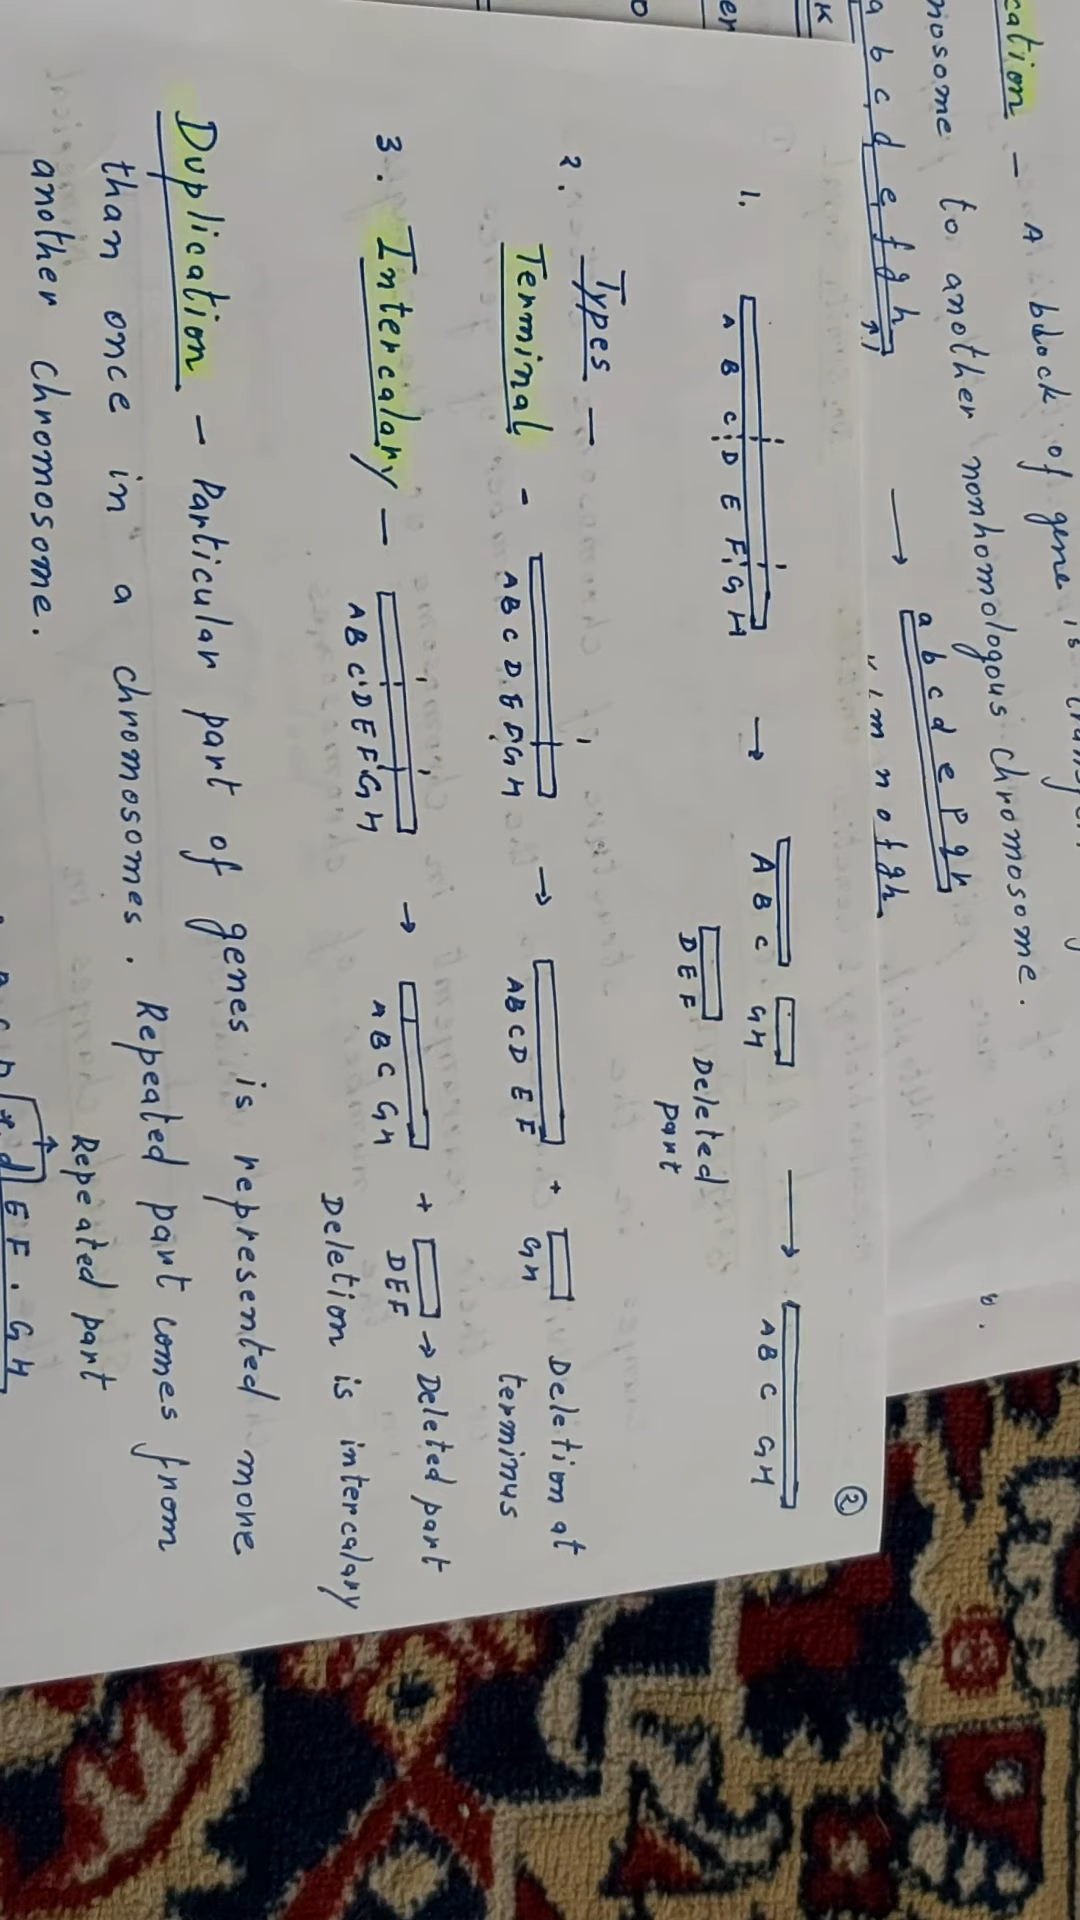 cation - A block of gene is
mosome to another nonhomologous chromosome.
a b c d e f g h → a b c d e p q r
l m n o f g h
②
1. A B C D E F G H → A B C G H → A B C G H
D E F Deleted
part
2. Types -
Terminal - A B C D E F G H → A B C D E F + G H Deletion at
terminus
3. Intercalary - A B C D E F G H → A B C G H + D E F → Deleted part
Deletion is intercalary
Duplication - Particular part of genes is represented more
than once in a chromosomes. Repeated part comes from
another chromosome.
Repeated part
E F . G H